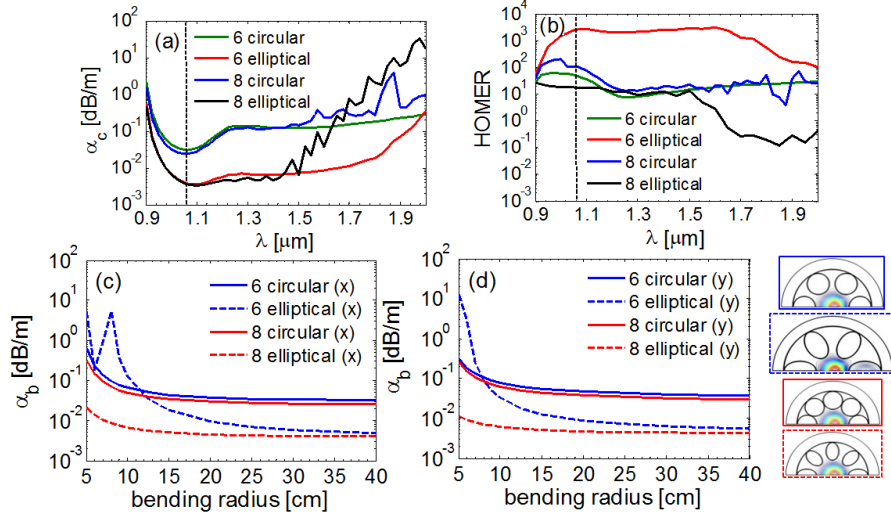 (a)
6 circular
6 elliptical
8 circular
8 elliptical
α_c [dB/m]
10^2
10^1
10^0
10^-1
10^-2
10^-3
0.9 1.1 1.3 1.5 1.7 1.9
λ [μm]
(b)
6 circular
6 elliptical
8 circular
8 elliptical
HOMER
10^4
10^3
10^2
10^1
10^0
10^-1
10^-2
10^-3
0.9 1.1 1.3 1.5 1.7 1.9
λ [μm]
(c)
6 circular (x)
6 elliptical (x)
8 circular (x)
8 elliptical (x)
α_b [dB/m]
10^2
10^1
10^0
10^-1
10^-2
10^-3
5 10 15 20 25 30 35 40
bending radius [cm]
(d)
6 circular (y)
6 elliptical (y)
8 circular (y)
8 elliptical (y)
α_b [dB/m]
10^2
10^1
10^0
10^-1
10^-2
10^-3
5 10 15 20 25 30 35 40
bending radius [cm]